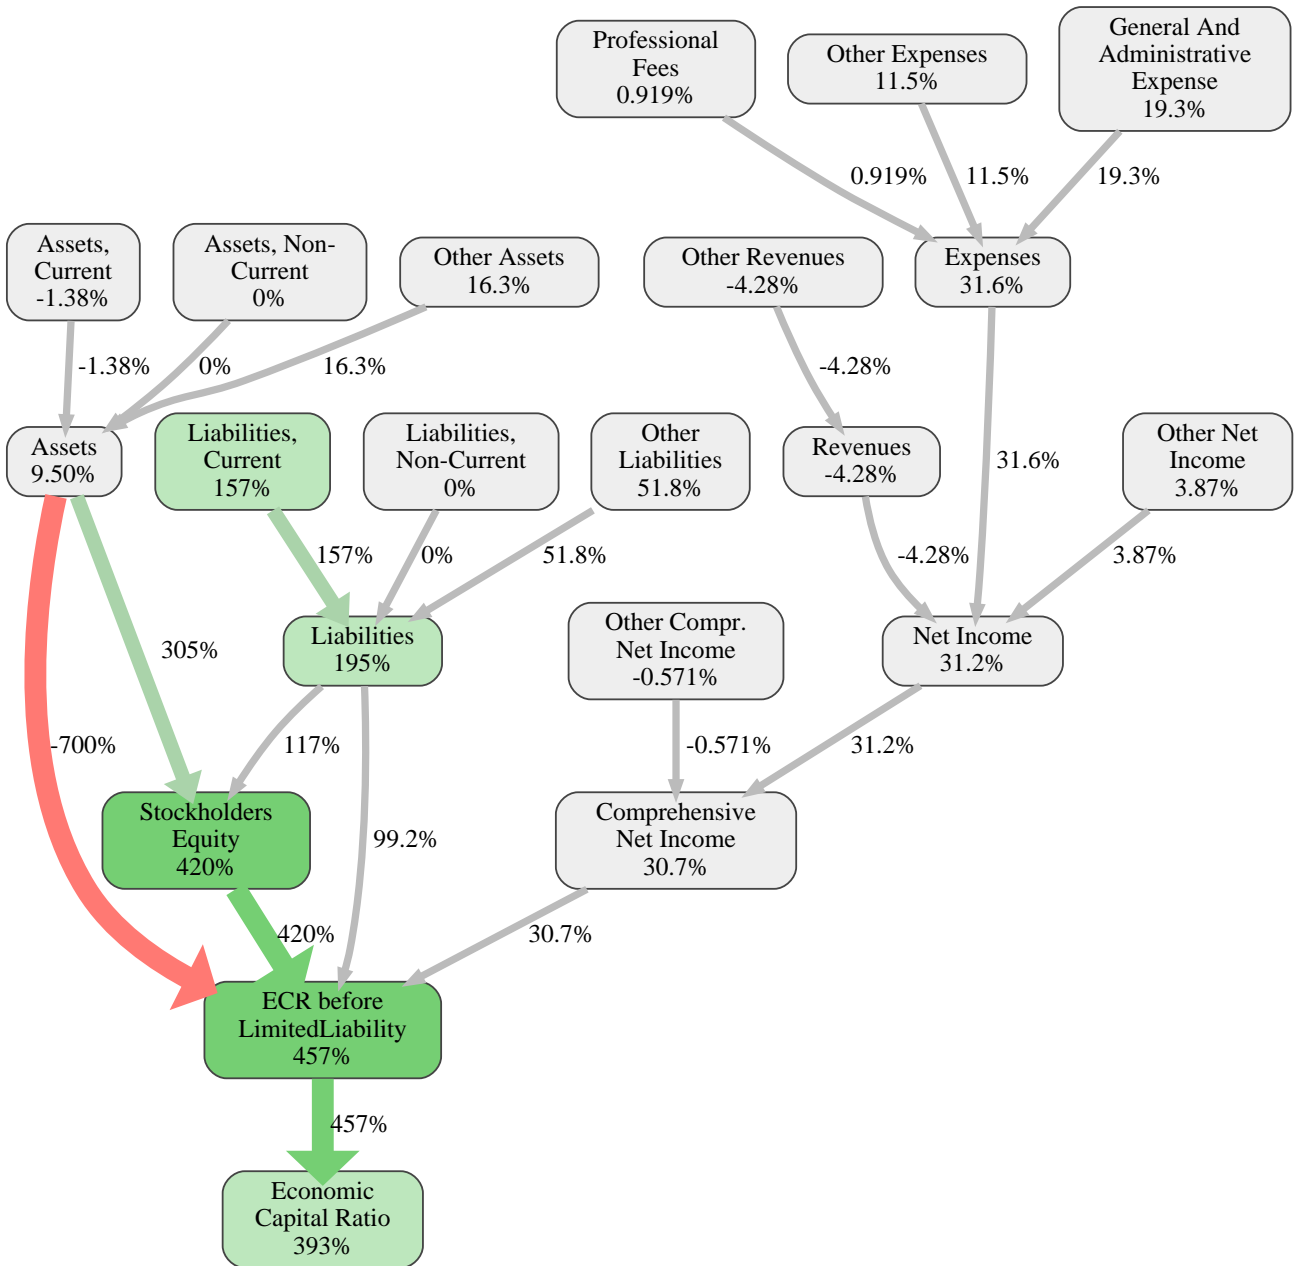 Professional
Fees
0.919%
Other Expenses
11.5%
General And
Administrative
Expense
19.3%
0.919%
11.5%
19.3%
Assets,
Current
-1.38%
Assets, Non-
Current
0%
Other Assets
16.3%
Other Revenues
-4.28%
Expenses
31.6%
-1.38%
0%
16.3%
-4.28%
Assets
9.50%
Liabilities,
Current
157%
Liabilities,
Non-Current
0%
Other
Liabilities
51.8%
Revenues
-4.28%
31.6%
Other Net
Income
3.87%
157%
0%
51.8%
-4.28%
3.87%
305%
Liabilities
195%
Other Compr.
Net Income
-0.571%
Net Income
31.2%
-700%
117%
-0.571%
31.2%
Stockholders
Equity
420%
99.2%
Comprehensive
Net Income
30.7%
420%
30.7%
ECR before
LimitedLiability
457%
457%
Economic
Capital Ratio
393%